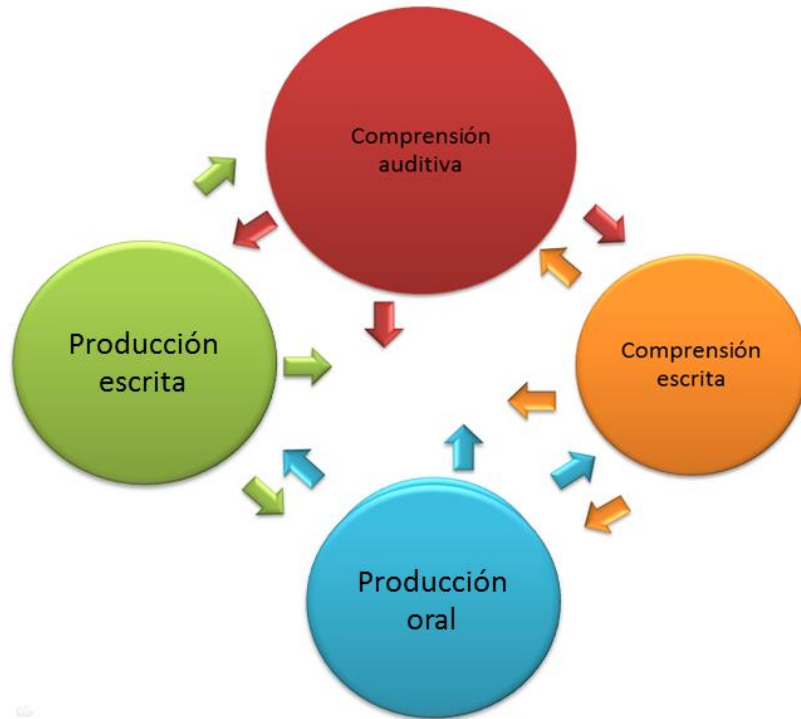 Comprensión
auditiva
Producción
escrita
Comprensión
escrita
Producción
oral